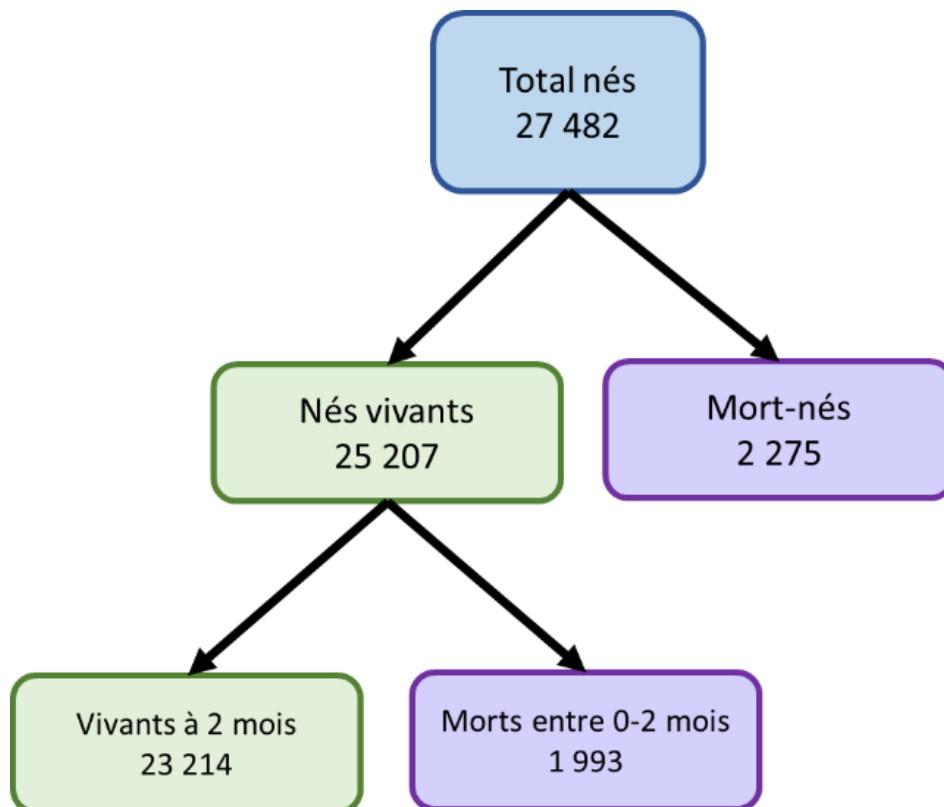 Total nés
27 482
Nés vivants
25 207
Mort-nés
2 275
Vivants à 2 mois
23 214
Morts entre 0-2 mois
1 993